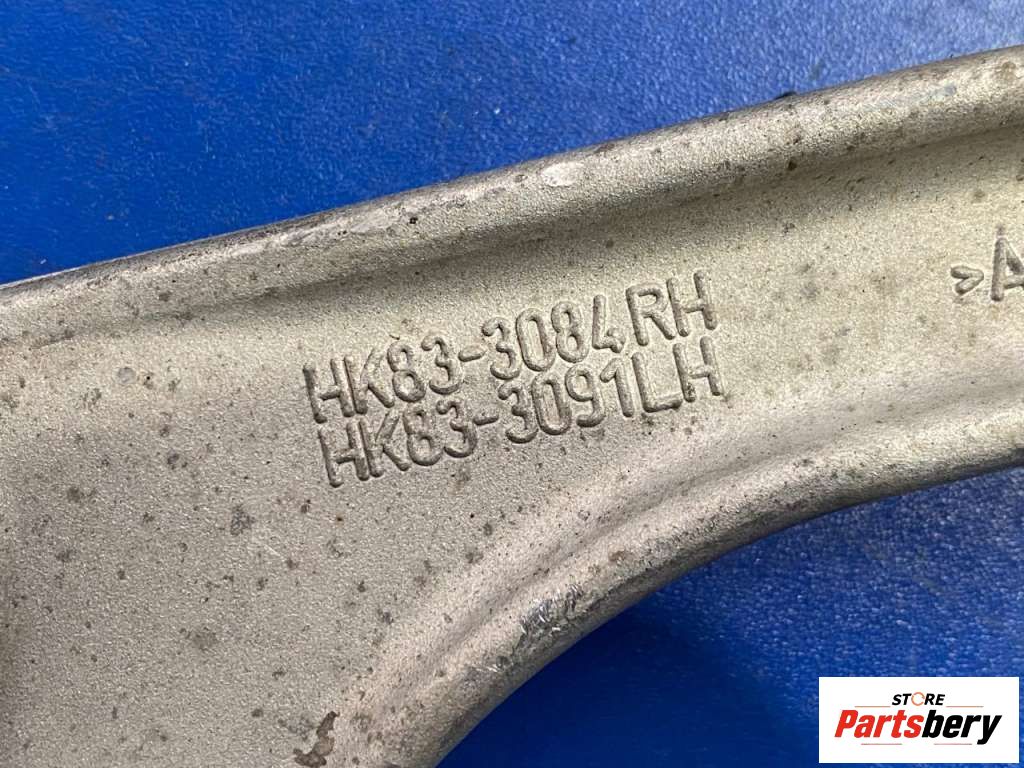 HK83-3084RH
HK83-3091LH
>A
STORE
Partsbery